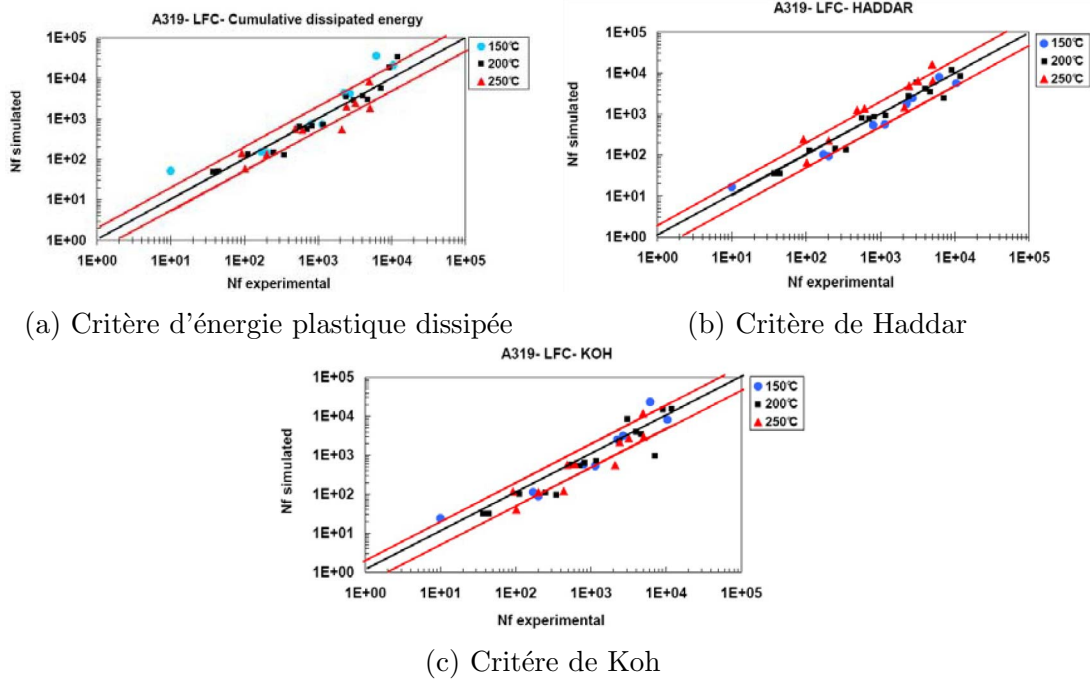 A319- LFC- Cumulative dissipated energy
1E+05
1E+04
1E+03
1E+02
1E+01
1E+00
Nf simulated
1E+00 1E+01 1E+02 1E+03 1E+04 1E+05
Nf experimental
150°C
200°C
250°C
(a) Critère d'énergie plastique dissipée
A319- LFC- HADDAR
1E+05
1E+04
1E+03
1E+02
1E+01
1E+00
Nf simulated
1E+00 1E+01 1E+02 1E+03 1E+04 1E+05
Nf experimental
150°C
200°C
250°C
(b) Critère de Haddar
A319- LFC- KOH
1E+05
1E+04
1E+03
1E+02
1E+01
1E+00
Nf simulated
1E+00 1E+01 1E+02 1E+03 1E+04 1E+05
Nf experimental
150°C
200°C
250°C
(c) Critére de Koh